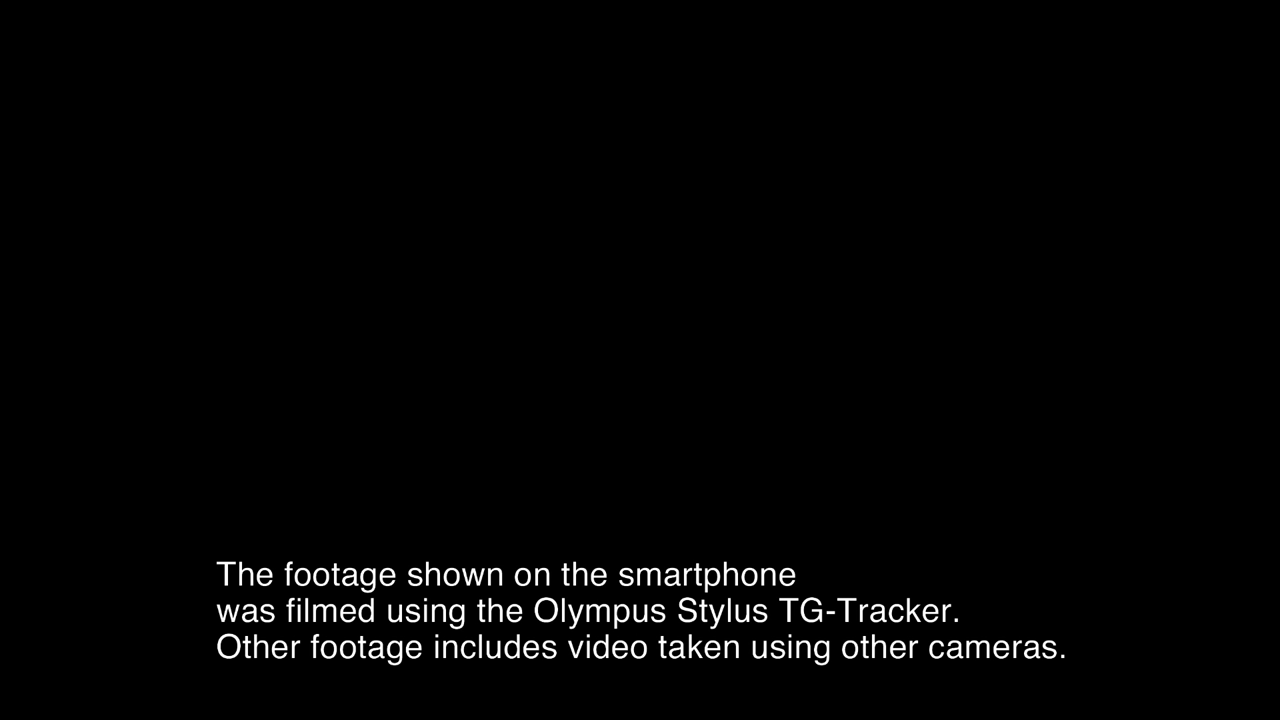 The footage shown on the smartphone
was filmed using the Olympus Stylus TG-Tracker.
Other footage includes video taken using other cameras.